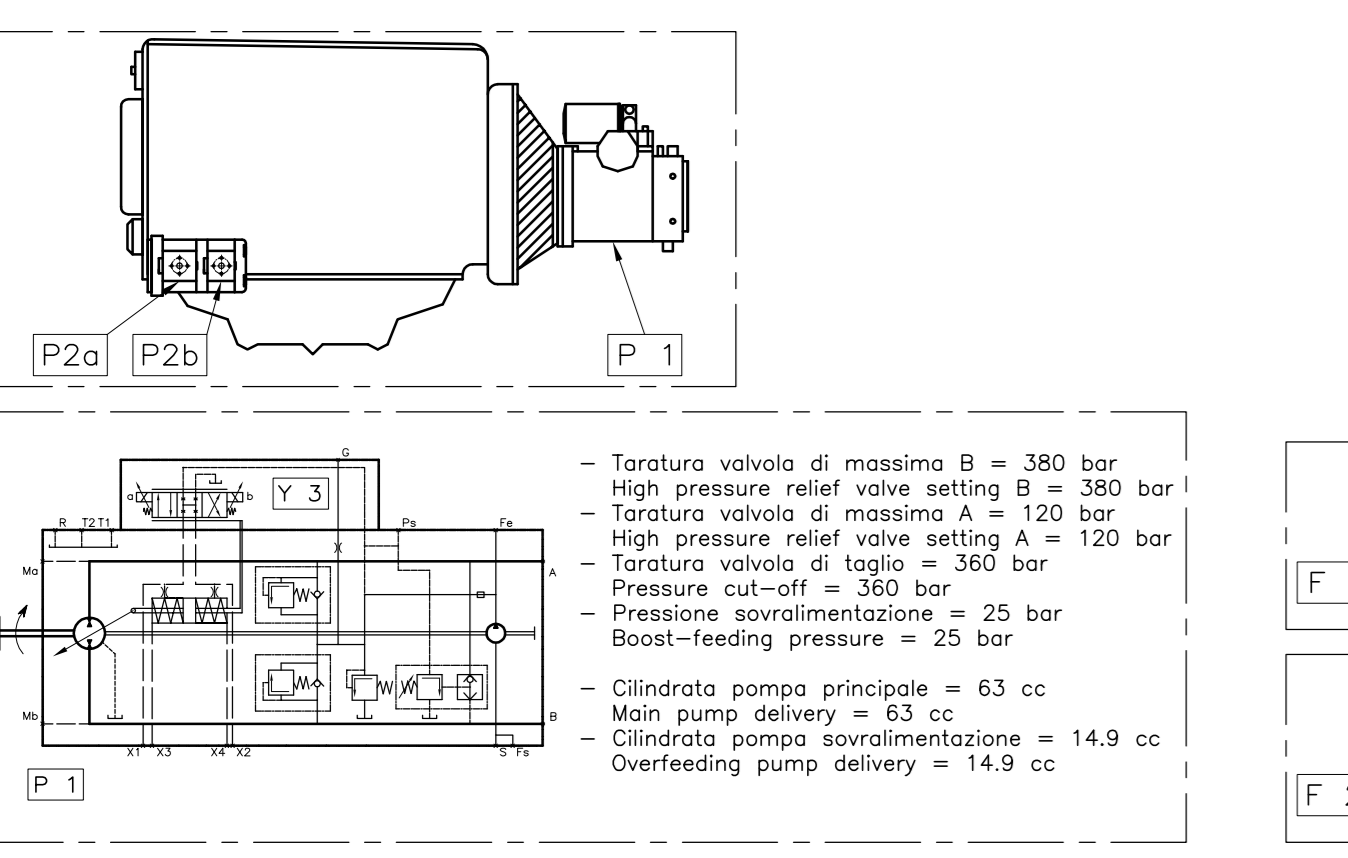 P2a
P2b
P 1
G
Y 3
a
b
R
T2
T1
Ps
Fe
Ma
A
Mb
B
X1
X3
X4
X2
S
Fs
P 1
– Taratura valvola di massima B = 380 bar
High pressure relief valve setting B = 380 bar
– Taratura valvola di massima A = 120 bar
High pressure relief valve setting A = 120 bar
– Taratura valvola di taglio = 360 bar
Pressure cut–off = 360 bar
– Pressione sovralimentazione = 25 bar
Boost–feeding pressure = 25 bar
– Cilindrata pompa principale = 63 cc
Main pump delivery = 63 cc
– Cilindrata pompa sovralimentazione = 14.9 cc
Overfeeding pump delivery = 14.9 cc
F
F 2